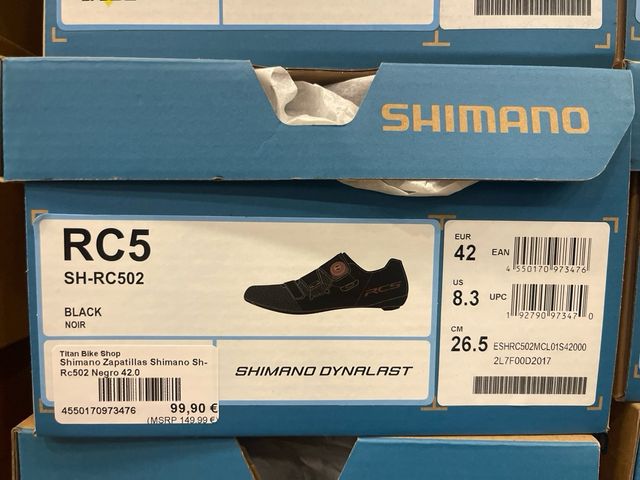 SHIMANO
RC5
SH-RC502
BLACK
NOIR
RC5
SHIMANO DYNALAST
Titan Bike Shop
Shimano Zapatillas Shimano Sh-
Rc502 Negro 42.0
4550170973476 99,90 €
(MSRP 149,99 €)
EUR
42 EAN
4 550170 973476
US
8.3 UPC
1 92790 97347 0
CM
26.5 ESHRC502MCL01S42000
2L7F00D2017